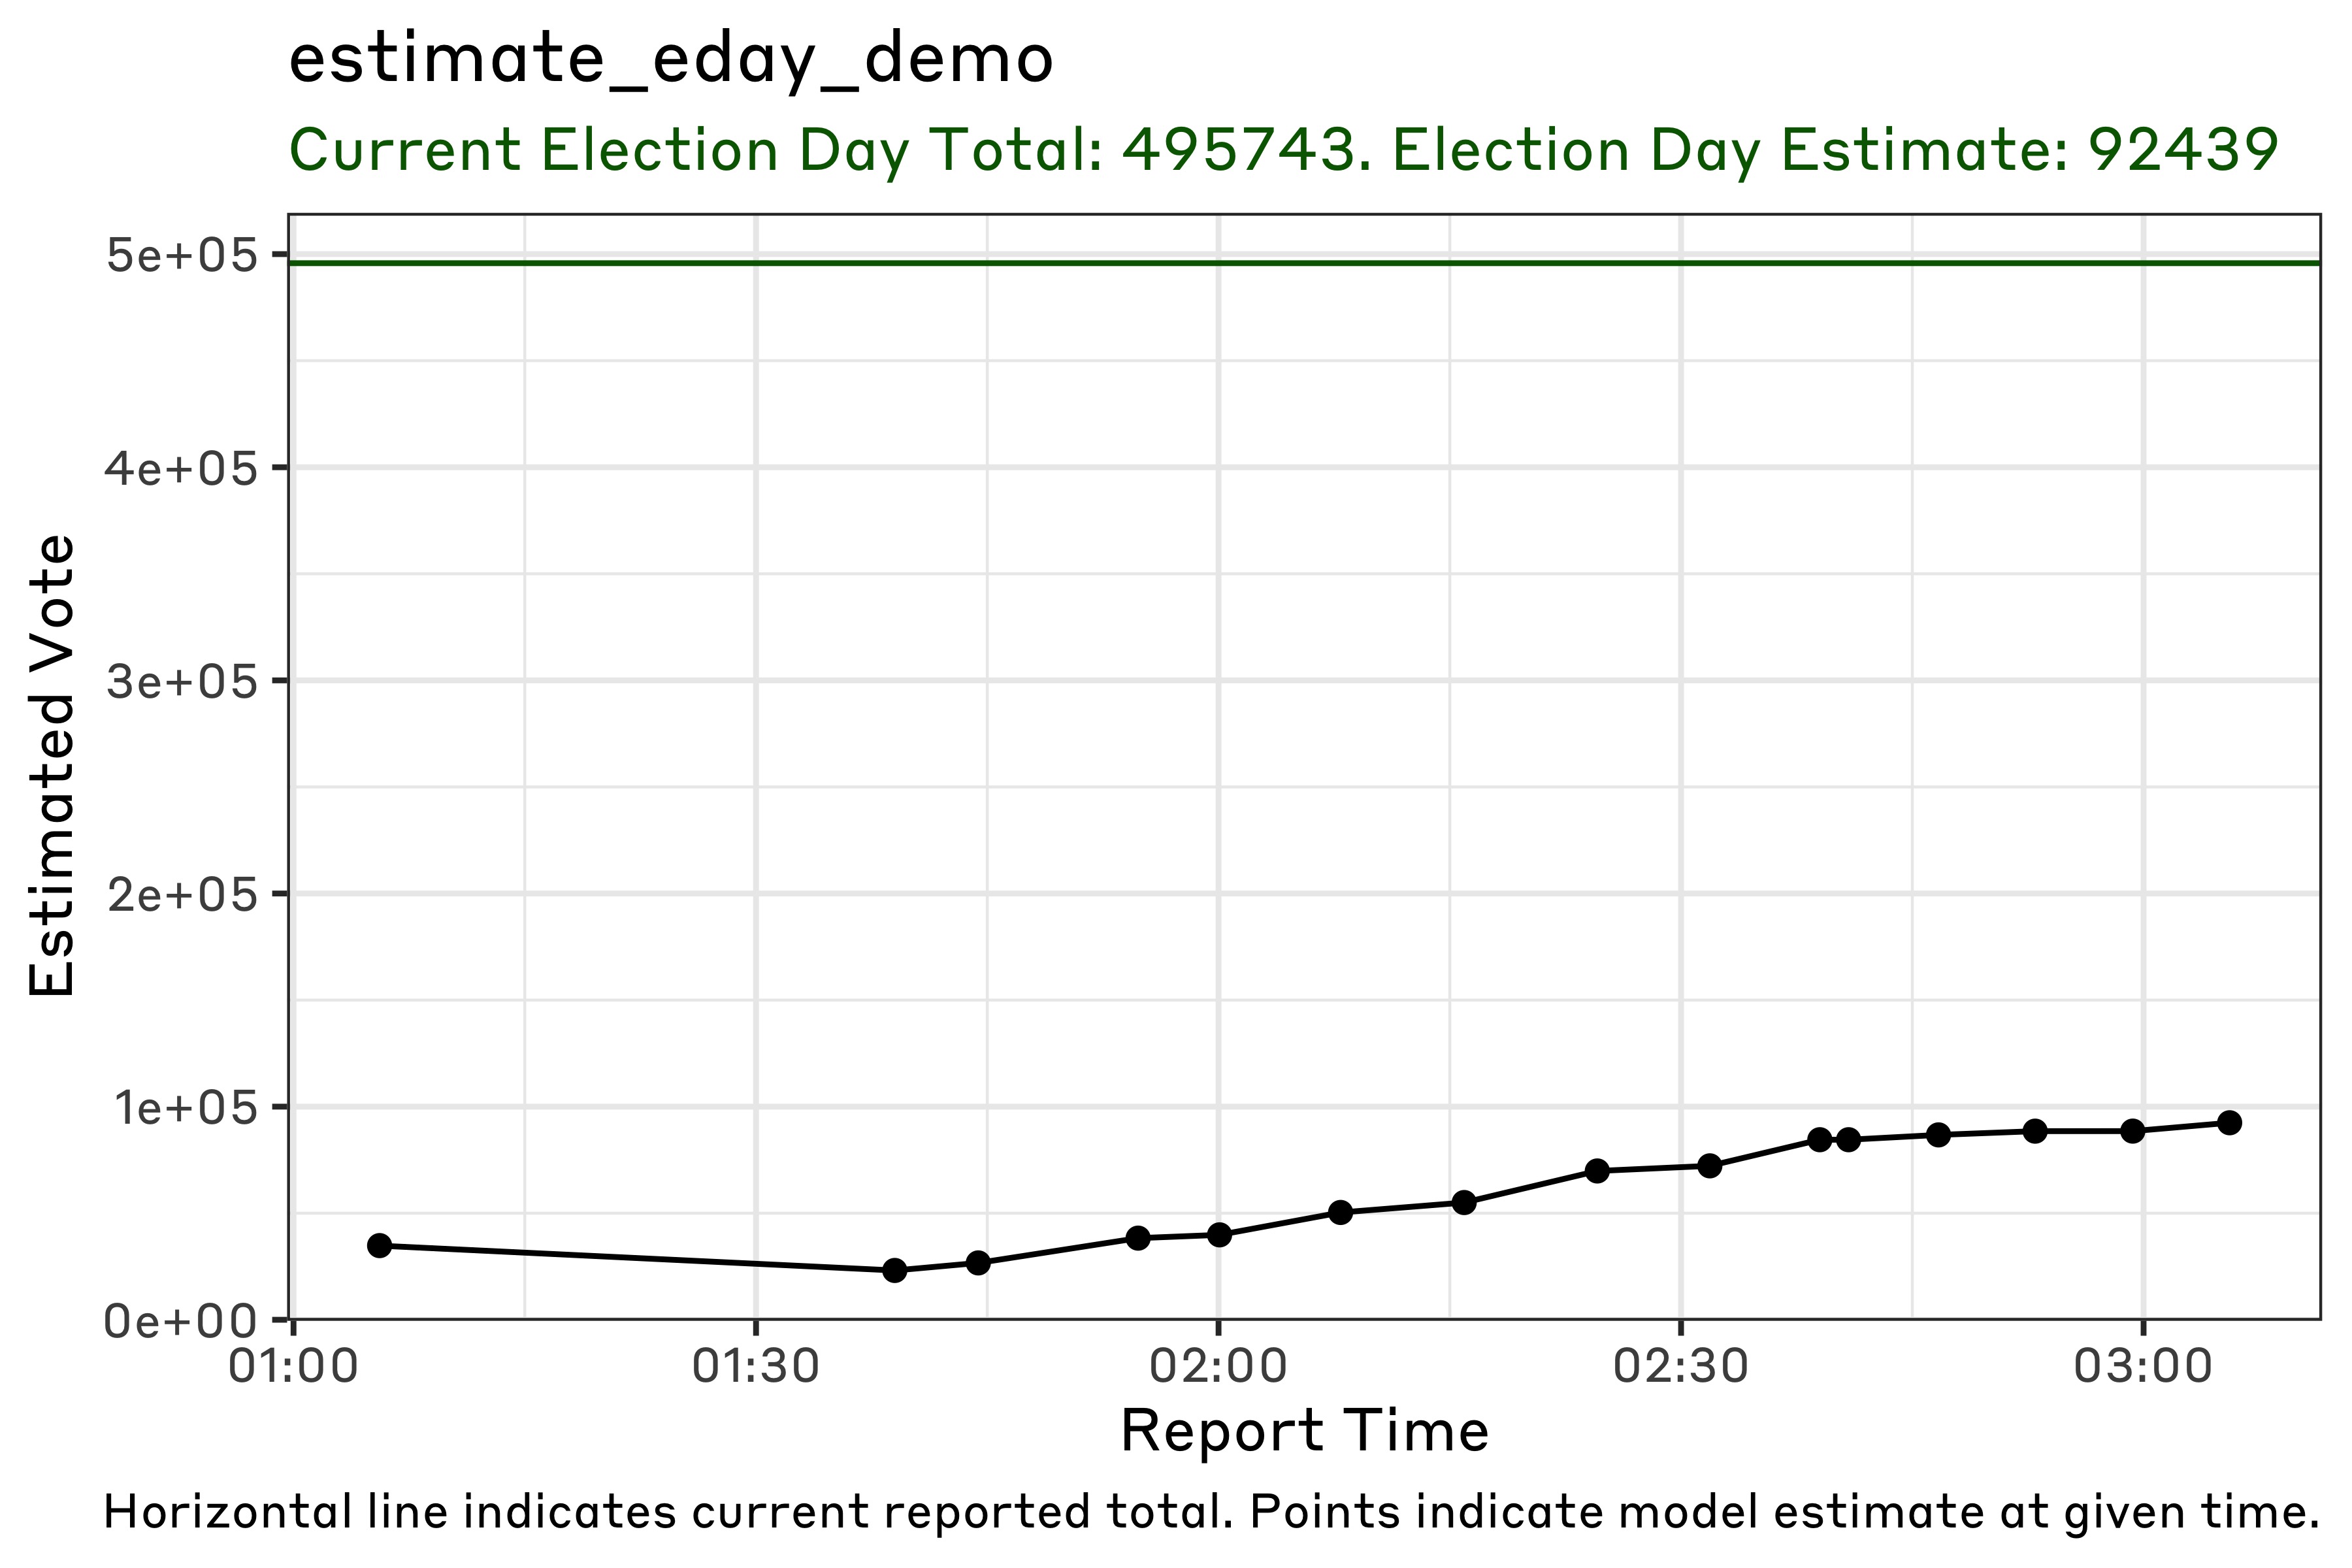 estimate_eday_demo
Current Election Day Total: 495743. Election Day Estimate: 92439
5e+05
4e+05
3e+05
2e+05
1e+05
0e+00
Estimated Vote
01:00 01:30 02:00 02:30 03:00
Report Time
Horizontal line indicates current reported total. Points indicate model estimate at given time.